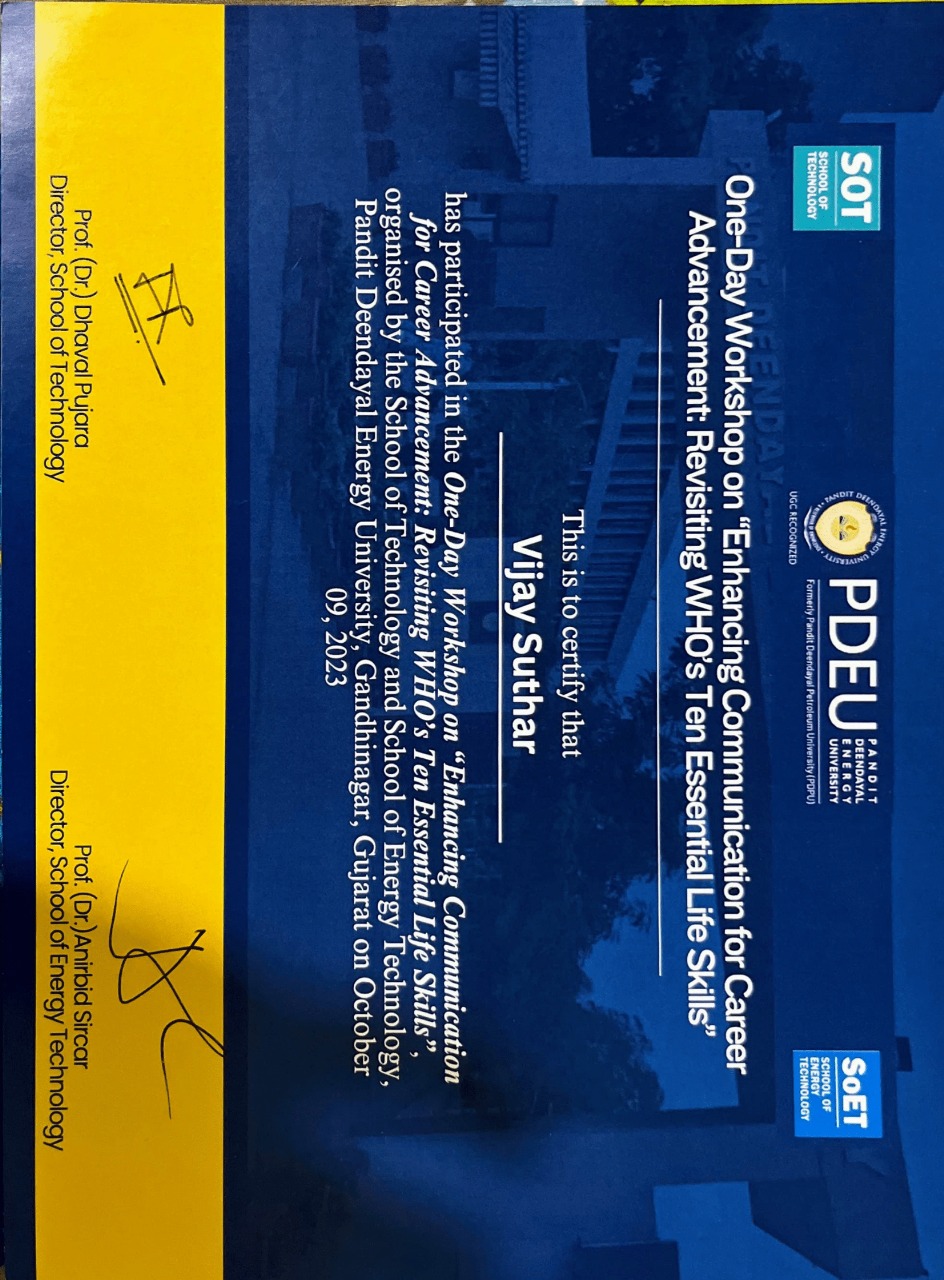 SOT
SCHOOL OF
TECHNOLOGY
PANDIT DEENDAYAL ENERGY UNIVERSITY
UGC RECOGNIZED
PDEU
PANDIT
DEENDAYAL
ENERGY
UNIVERSITY
Formerly Pandit Deendayal Petroleum University (PDPU)
SoET
SCHOOL OF
ENERGY
TECHNOLOGY
PANDIT DEENDAY
One-Day Workshop on “Enhancing Communication for Career
Advancement: Revisiting WHO’s Ten Essential Life Skills”
This is to certify that
Vijay Suthar
has participated in the One-Day Workshop on “Enhancing Communication
for Career Advancement: Revisiting WHO’s Ten Essential Life Skills”,
organised by the School of Technology and School of Energy Technology,
Pandit Deendayal Energy University, Gandhinagar, Gujarat on October
09, 2023
Prof. (Dr.) Dhaval Pujara
Director, School of Technology
Prof. (Dr.)Anirbid Sircar
Director, School of Energy Technology